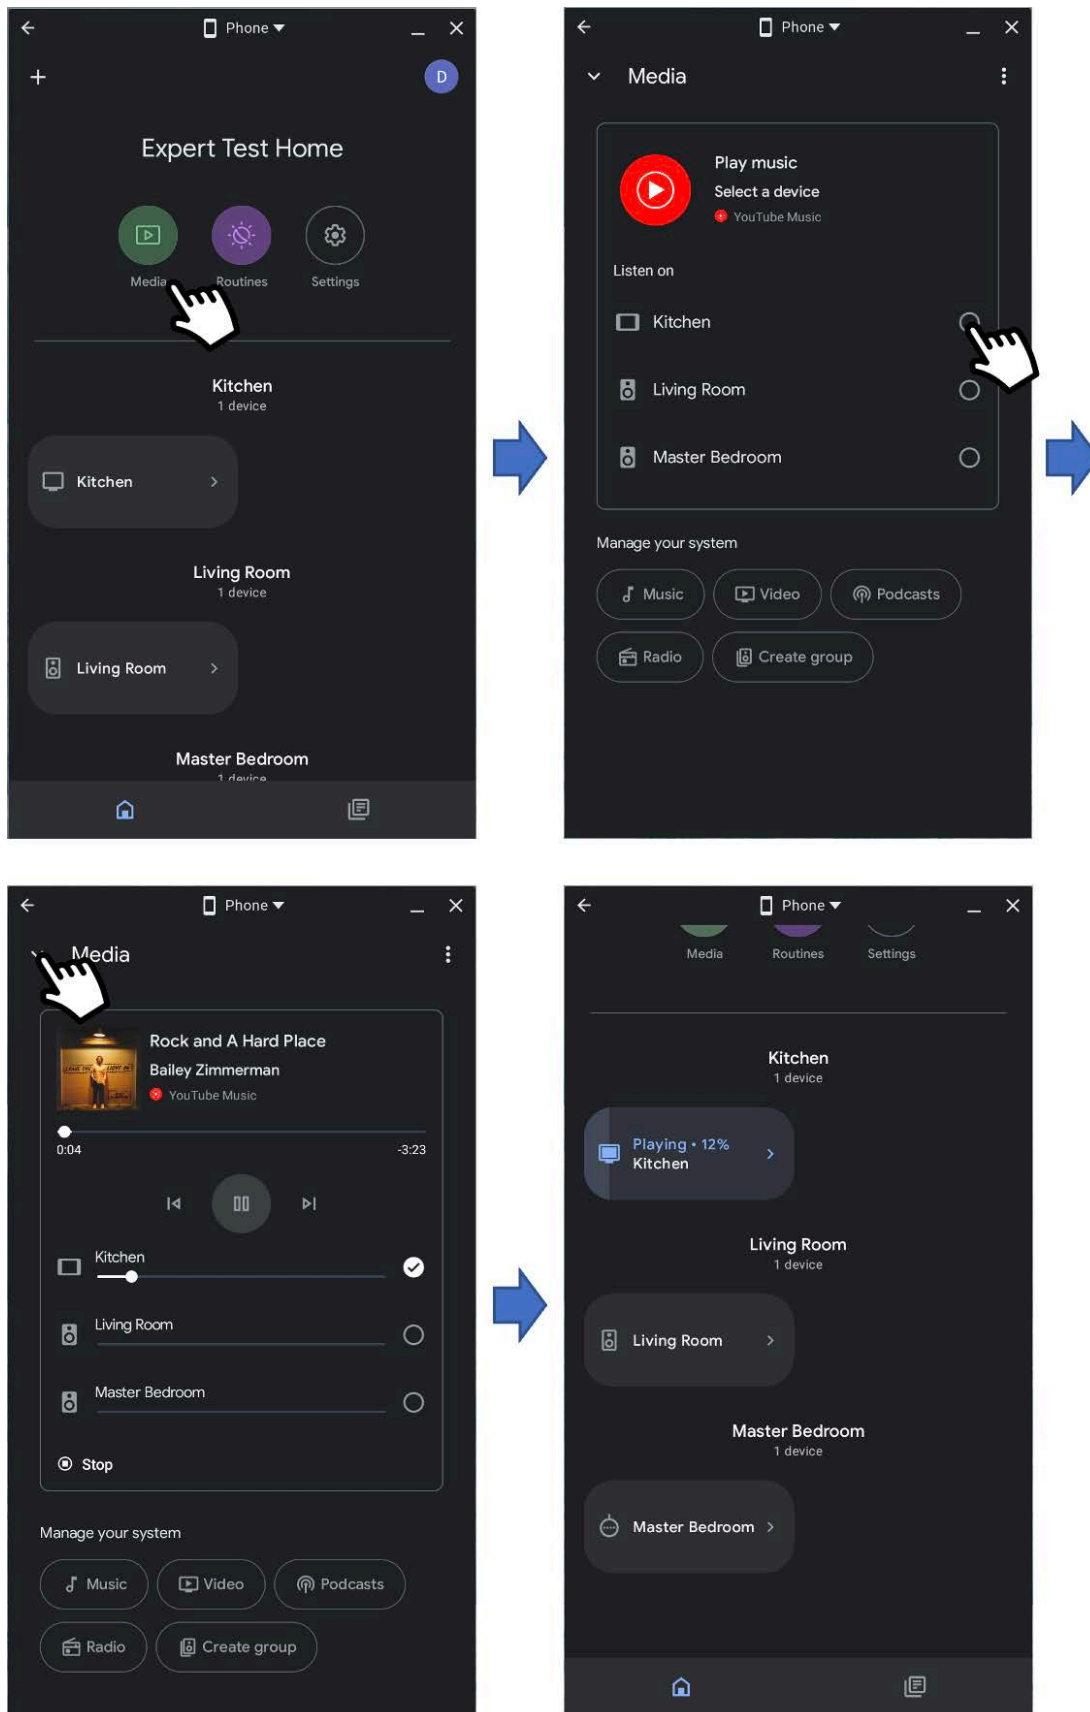 Phone
D
Expert Test Home
Media
Routines
Settings
Kitchen
1 device
Kitchen
Living Room
1 device
Living Room
Master Bedroom
1 device
Phone
Media
Play music
Select a device
YouTube Music
Listen on
Kitchen
Living Room
Master Bedroom
Manage your system
Music
Video
Podcasts
Radio
Create group
Phone
Media
Rock and A Hard Place
Bailey Zimmerman
YouTube Music
0:04
-3:23
Kitchen
Living Room
Master Bedroom
Stop
Manage your system
Music
Video
Podcasts
Radio
Create group
Phone
Media
Routines
Settings
Kitchen
1 device
Playing • 12%
Kitchen
Living Room
1 device
Living Room
Master Bedroom
1 device
Master Bedroom